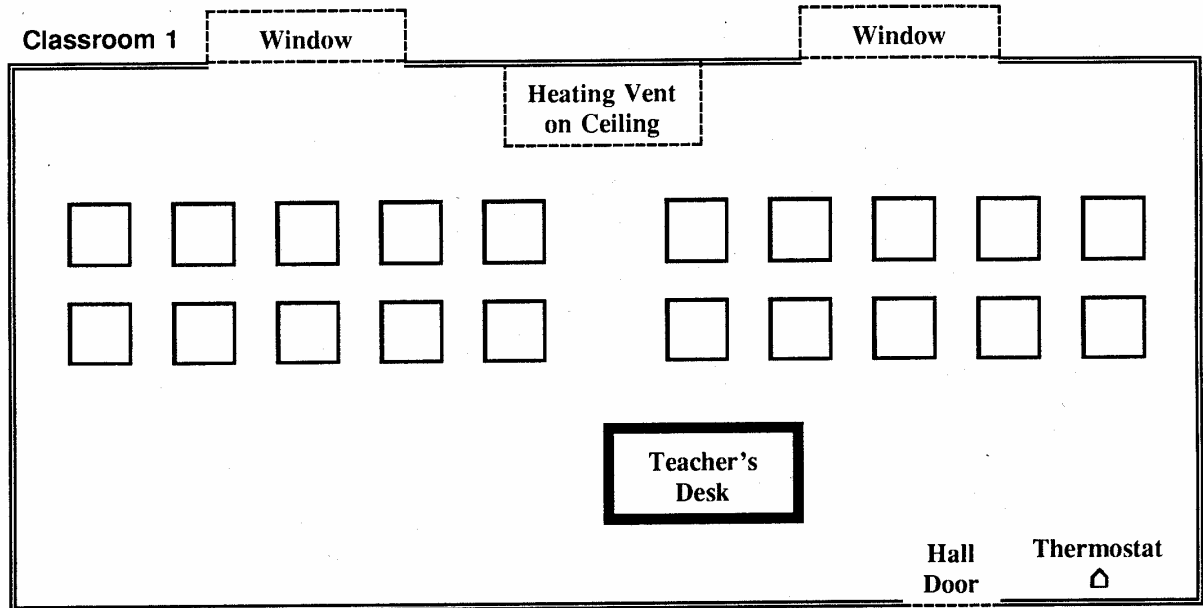 Classroom 1
Window
Window
Heating Vent
on Ceiling
Teacher's
Desk
Hall
Door
Thermostat